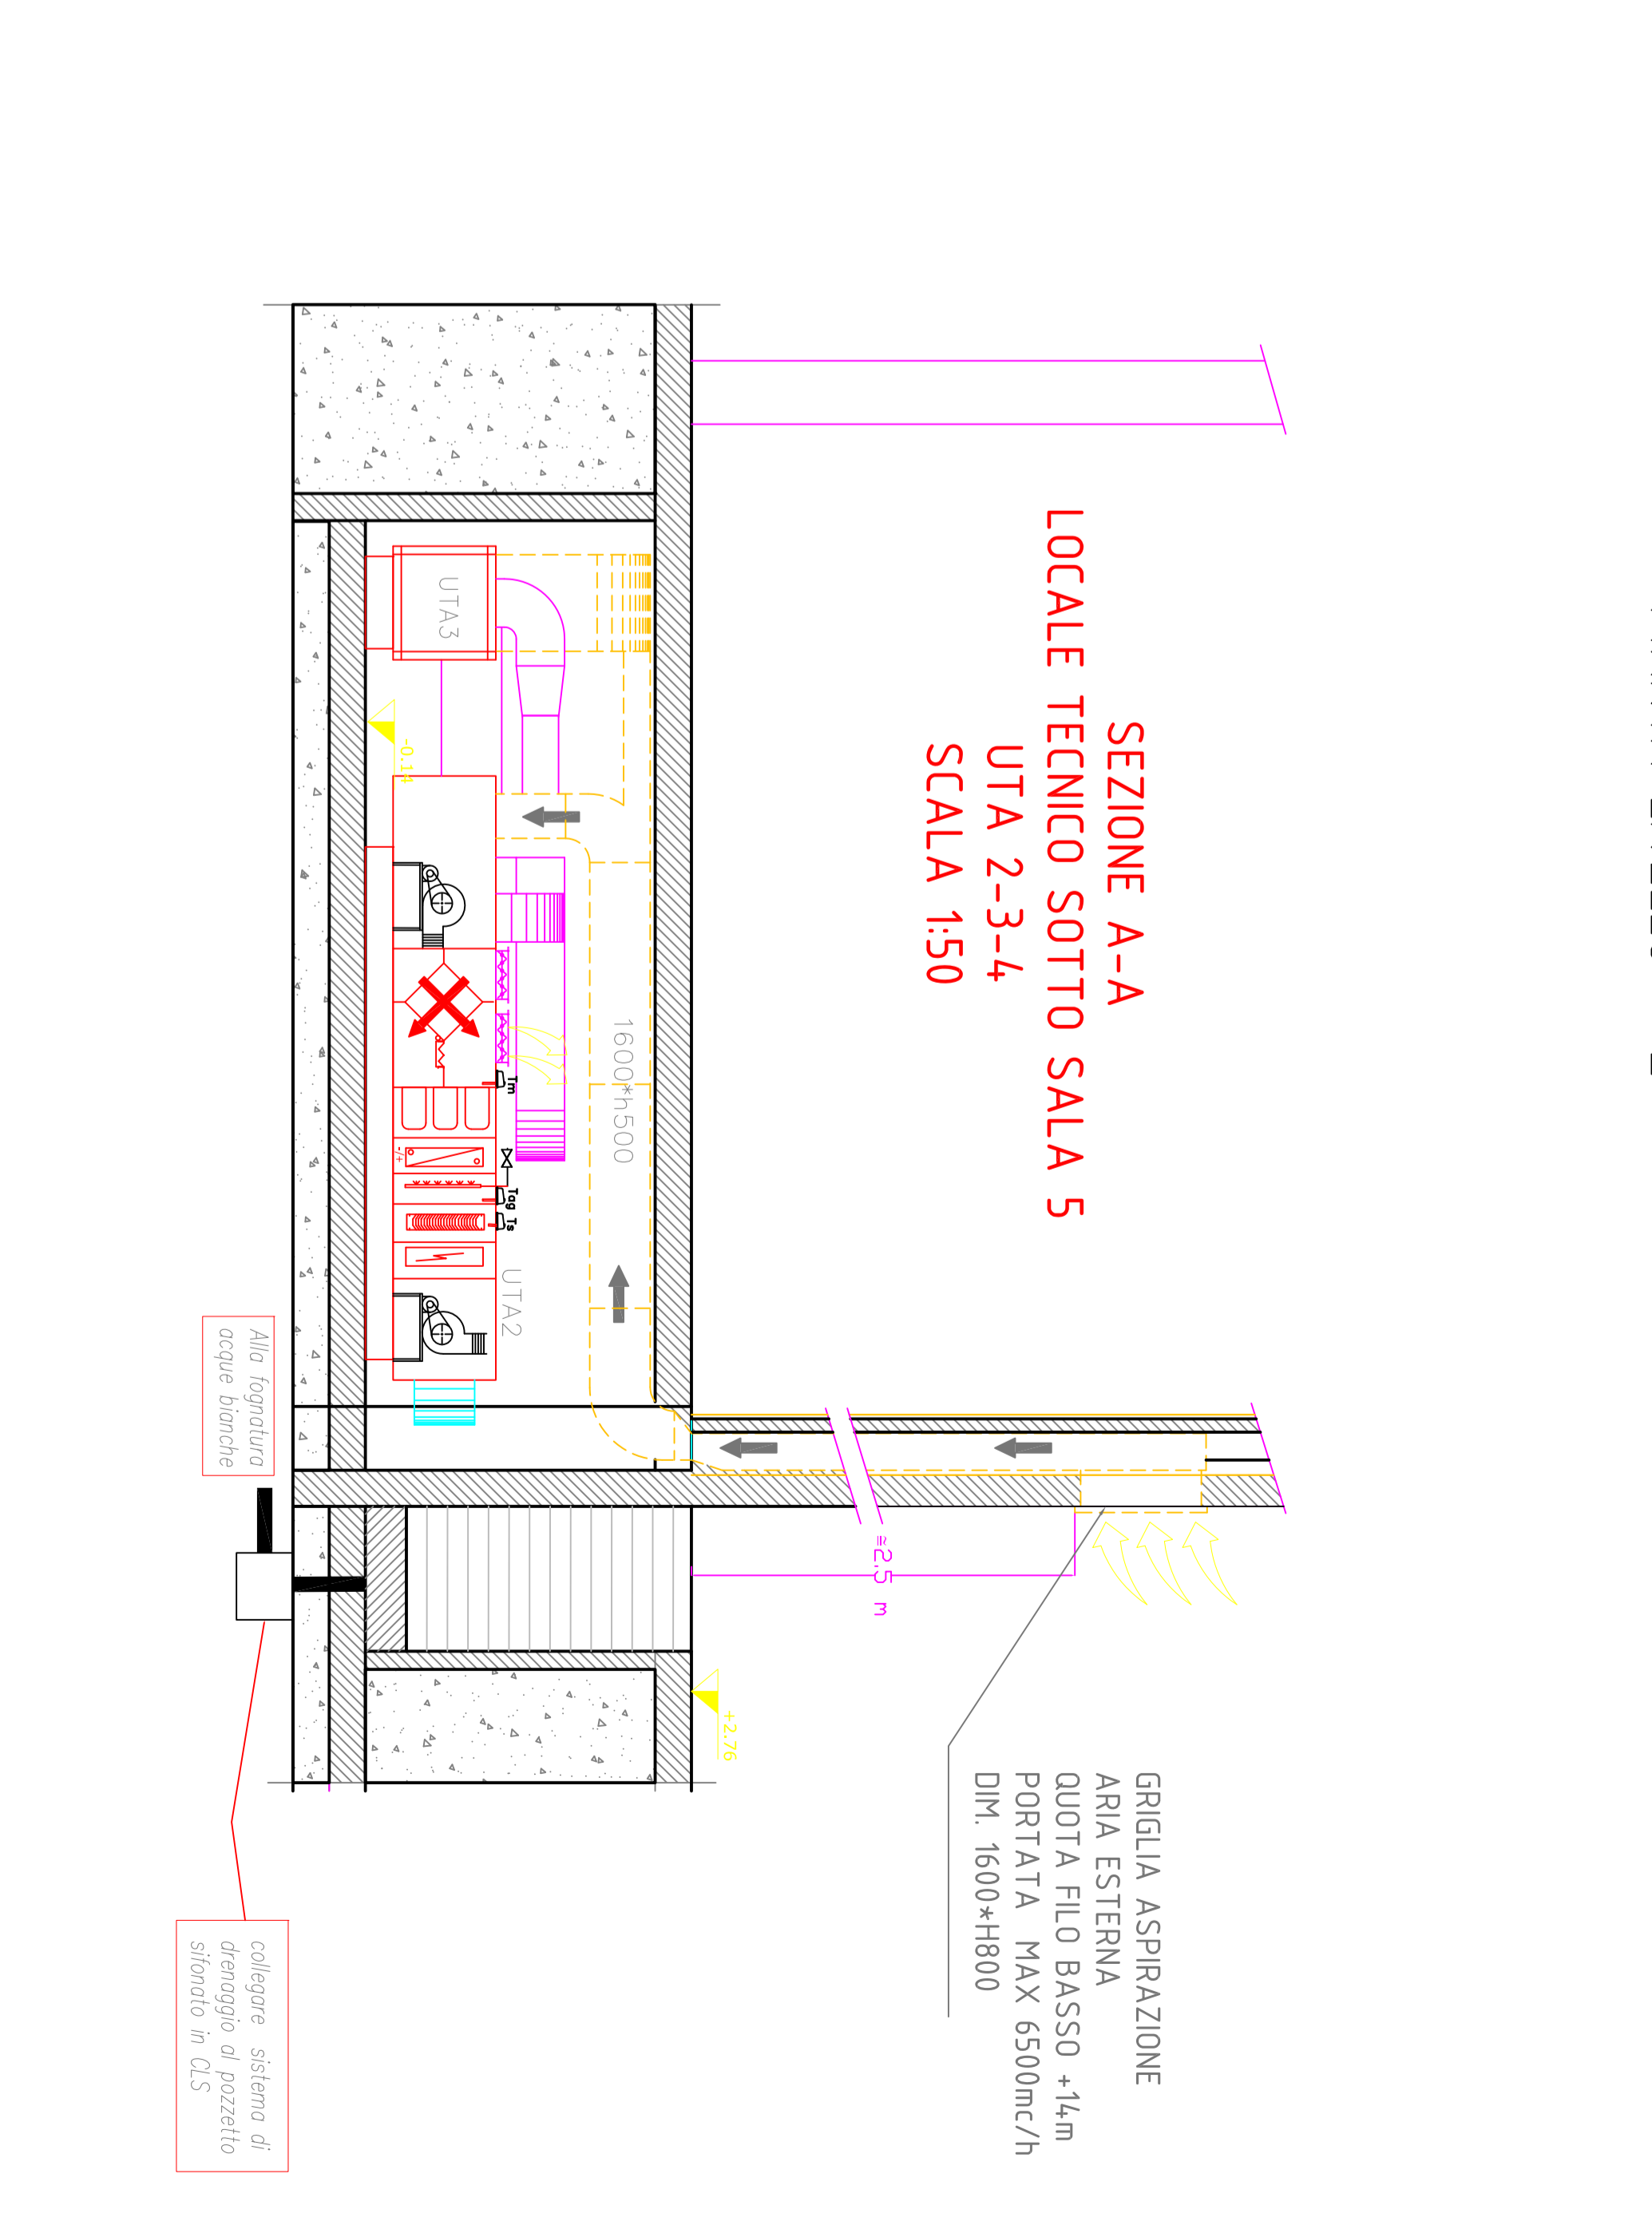 SEZIONE A-A
LOCALE TECNICO SOTTO SALA 5
UTA 2-3-4
SCALA 1:50
1600*h500
UTA3
-0.14
Tm
Tag
Ts
-/+
UTA2
≃2.5 m
+2.76
GRIGLIA ASPIRAZIONE
ARIA ESTERNA
QUOTA FILO BASSO +14m
PORTATA MAX 6500mc/h
DIM. 1600*H800
Alla fognatura
acque bianche
collegare sistema di
drenaggio al pozzetto
sifonato in CLS